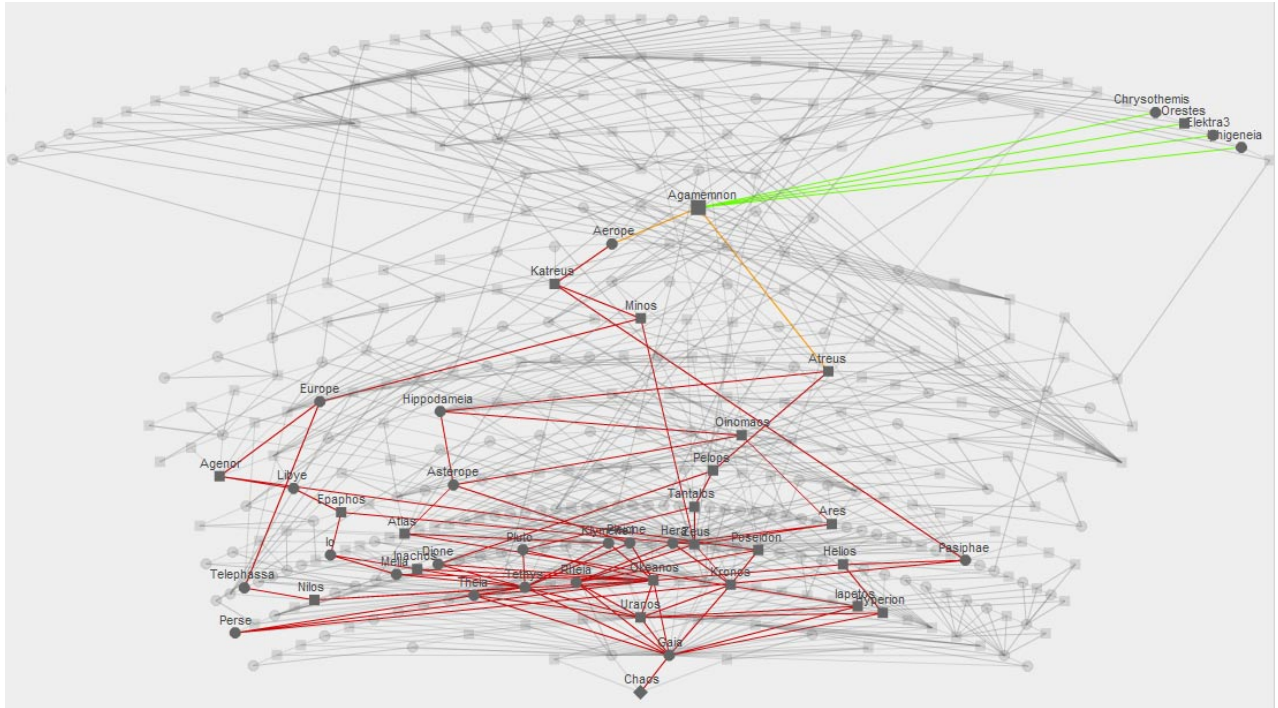 Chrysothemis
Orestes
Elektra3
Iphigeneia
Agamemnon
Aerope
Katreus
Minos
Atreus
Europe
Hippodameia
Oinomaos
Pelops
Agenor
Libye
Asterope
Epaphos
Tantalos
Ares
Atlas
Io
Pluto
Hera
Zeus
Poseidon
Inachos
Dione
Melia
Helios
Pasiphae
Telephassa
Nilos
Theia
Tethys
Rheia
Okeanos
Kronos
Iapetos
Hyperion
Perse
Uranos
Gaia
Chaos